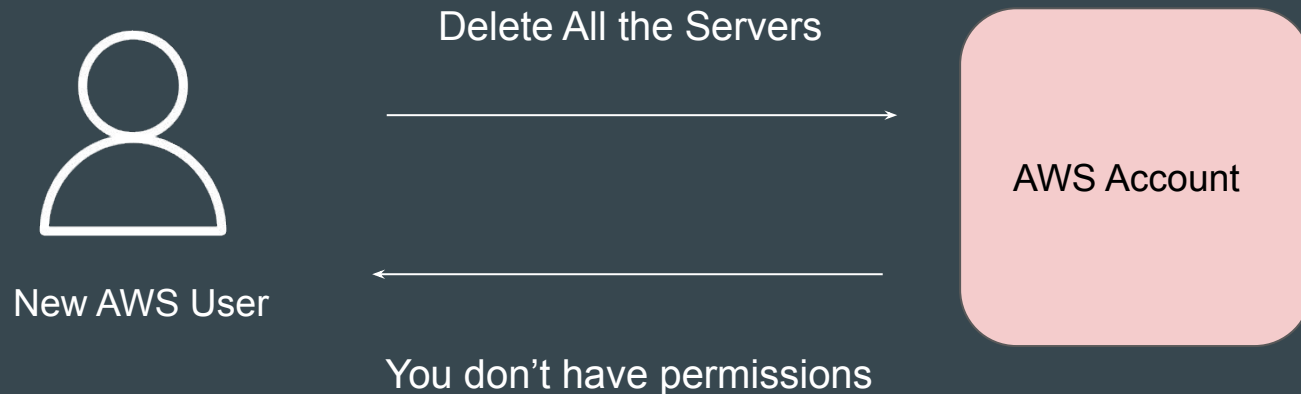 Delete All the Servers
AWS Account
New AWS User
You don’t have permissions